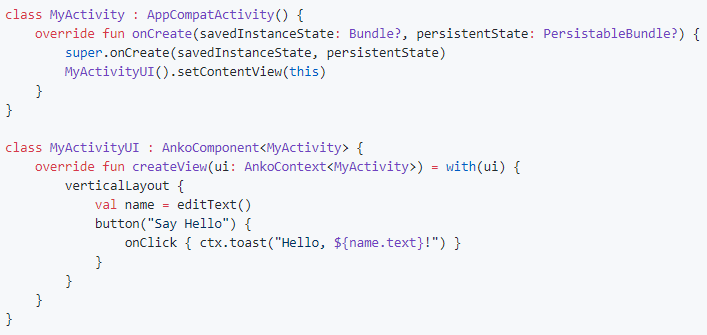 class MyActivity : AppCompatActivity() {
    override fun onCreate(savedInstanceState: Bundle?, persistentState: PersistableBundle?) {
        super.onCreate(savedInstanceState, persistentState)
        MyActivityUI().setContentView(this)
    }
}

class MyActivityUI : AnkoComponent<MyActivity> {
    override fun createView(ui: AnkoContext<MyActivity>) = with(ui) {
        verticalLayout {
            val name = editText()
            button("Say Hello") {
                onClick { ctx.toast("Hello, ${name.text}!") }
            }
        }
    }
}